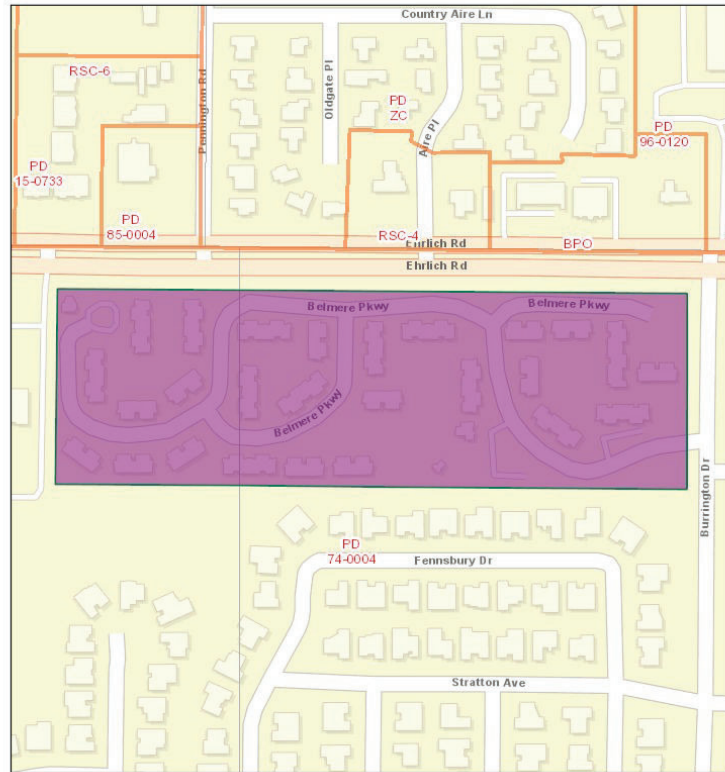 Country Aire Ln
RSC-6
Pennington Rd
Oldgate Pl
PD
ZC
Aire Pl
PD
96-0120
PD
15-0733
PD
85-0004
RSC-4
BPO
Ehrlich Rd
Ehrlich Rd
Belmere Pkwy
Belmere Pkwy
Belmere Pkwy
Burrington Dr
PD
74-0004
Fennsbury Dr
Stratton Ave